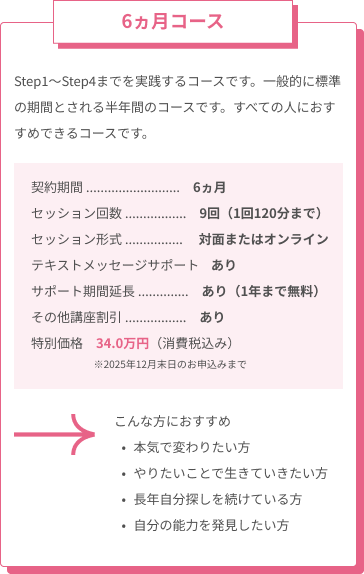 6ヵ月コース
Step1〜Step4までを実践するコースです。一般的に標準
の期間とされる半年間のコースです。すべての人におす
すめできるコースです。
契約期間 .......................... 6ヵ月
セッション回数 ................. 9回（1回120分まで）
セッション形式 ................ 対面またはオンライン
テキストメッセージサポート あり
サポート期間延長 .............. あり（1年まで無料）
その他講座割引 ................. あり
特別価格 34.0万円（消費税込み）
※2025年12月末日のお申込みまで
こんな方におすすめ
• 本気で変わりたい方
• やりたいことで生きていきたい方
• 長年自分探しを続けている方
• 自分の能力を発見したい方